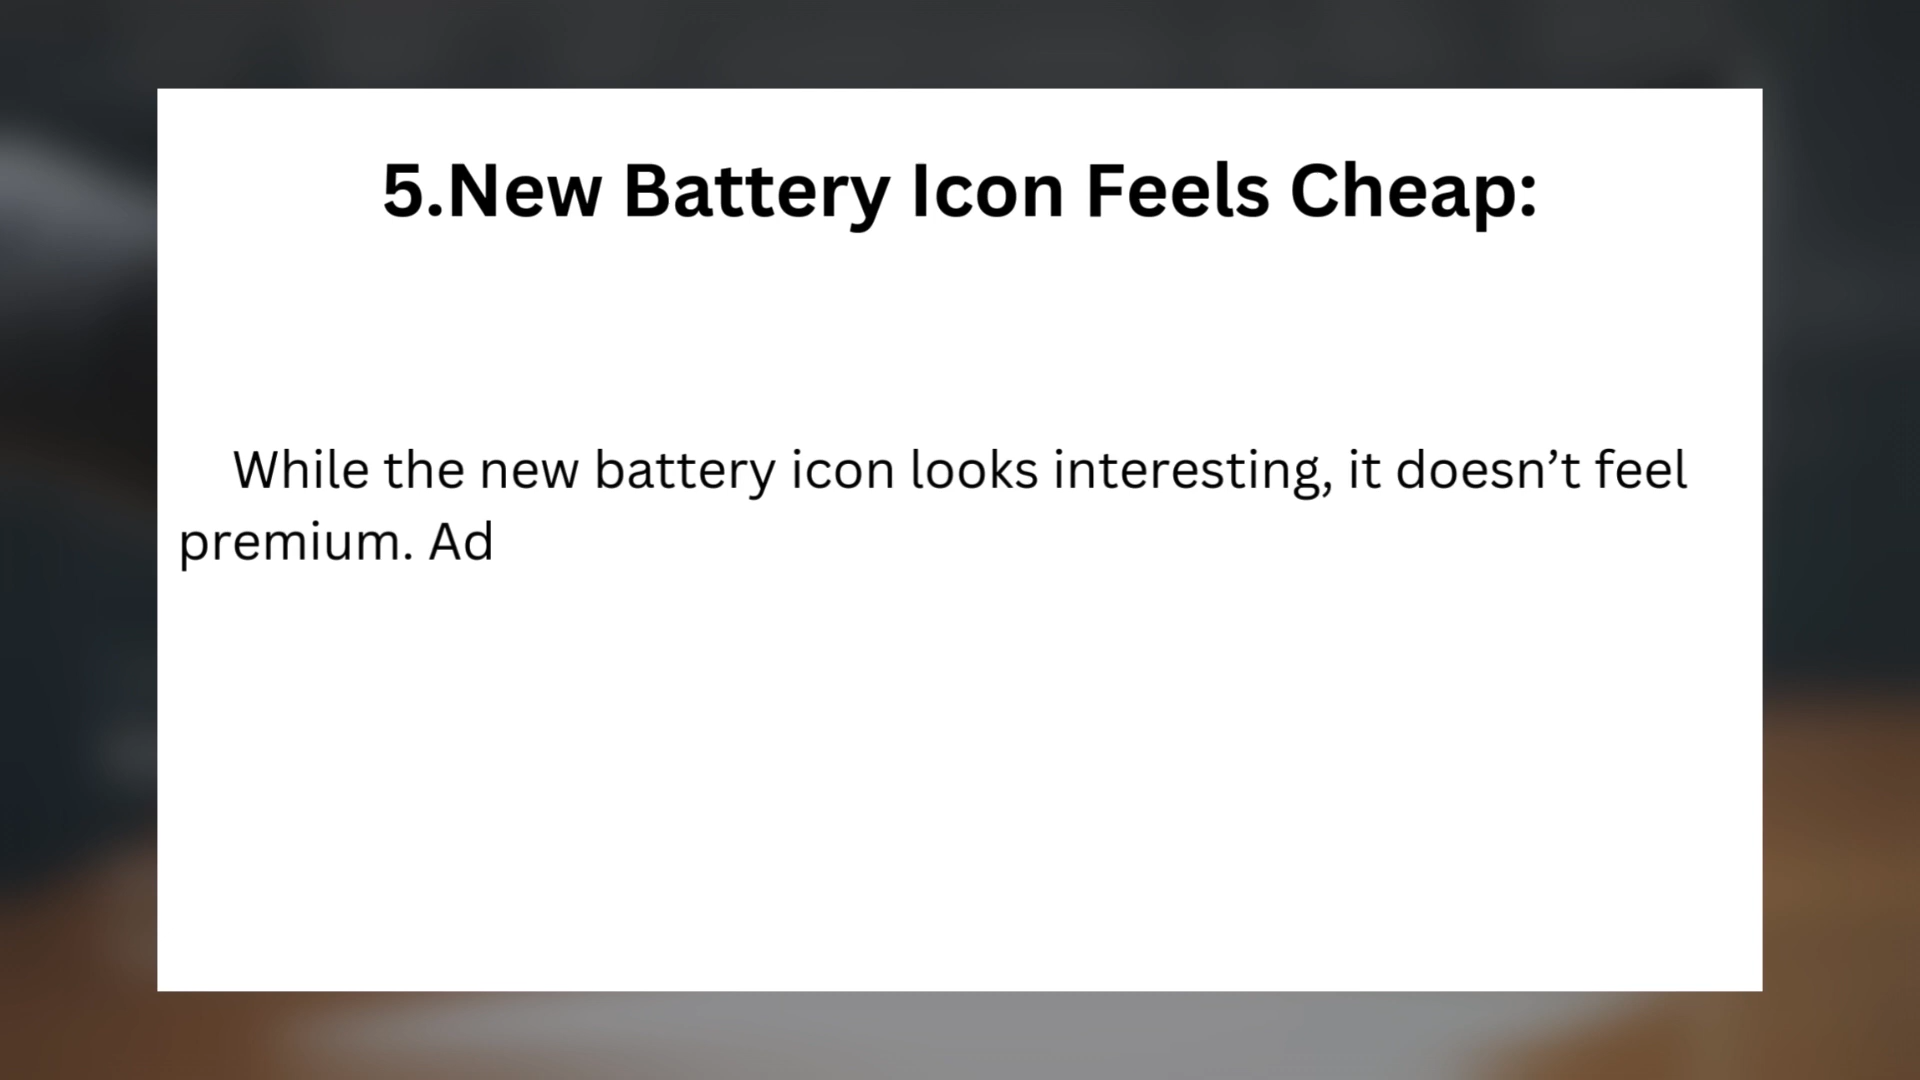 5.New Battery Icon Feels Cheap:
While the new battery icon looks interesting, it doesn’t feel
premium. Ad